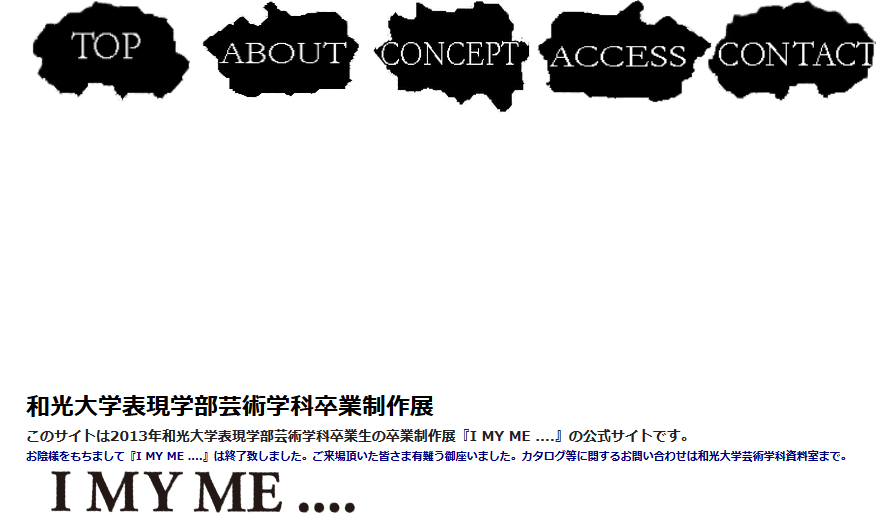 TOP ABOUT CONCEPT ACCESS CONTACT
和光大学表現学部芸術学科卒業制作展
このサイトは2013年和光大学表現学部芸術学科卒業生の卒業制作展『I MY ME ....』の公式サイトです。
お陰様をもちまして『I MY ME ....』は終了致しました。ご来場頂いた皆さま有難う御座いました。カタログ等に関するお問い合わせは和光大学芸術学科資料室まで。
I MY ME ....